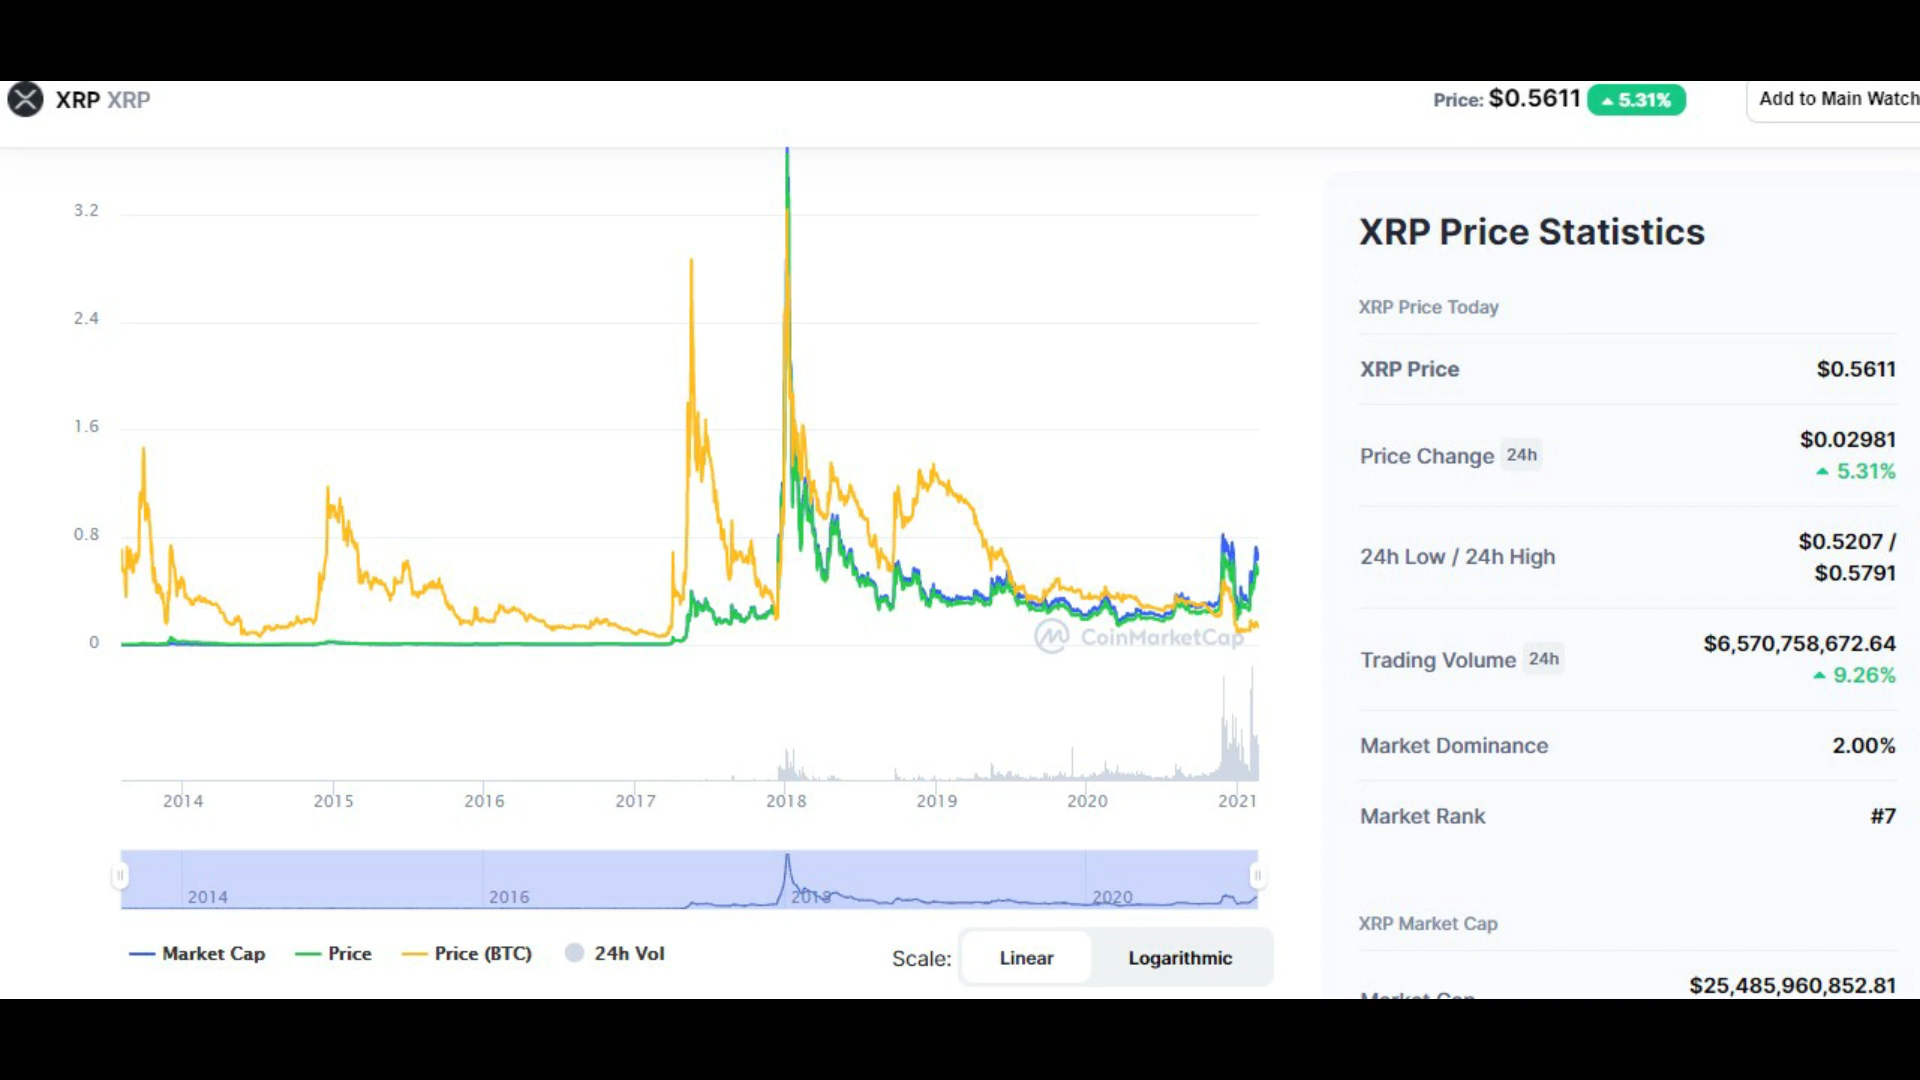 XRP XRP
Price: $0.5611 5.31%
Add to Main Watch
3.2
2.4
1.6
0.8
0
CoinMarketCap
2014 2015 2016 2017 2018 2019 2020 2021
2014 2016 2018 2020
Market Cap Price Price (BTC) 24h Vol
Scale: Linear Logarithmic
XRP Price Statistics
XRP Price Today
XRP Price $0.5611
Price Change 24h $0.02981
5.31%
24h Low / 24h High $0.5207 /
$0.5791
Trading Volume 24h $6,570,758,672.64
9.26%
Market Dominance 2.00%
Market Rank #7
XRP Market Cap
Market Cap $25,485,960,852.81